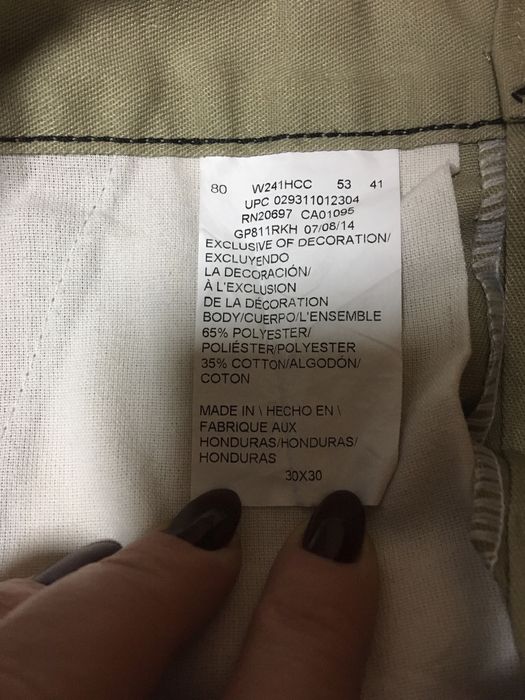 80 W241HCC 53 41
UPC 029311012304
RN20697 CA01095
GP811RKH 07/08/14
EXCLUSIVE OF DECORATION/
EXCLUYENDO
LA DECORACIÓN/
À L'EXCLUSION
DE LA DÉCORATION
BODY/CUERPO/L'ENSEMBLE
65% POLYESTER/
POLIÉSTER/POLYESTER
35% COTTON/ALGODÓN/
COTON
MADE IN \ HECHO EN \
FABRIQUE AUX
HONDURAS/HONDURAS/
HONDURAS
30X30